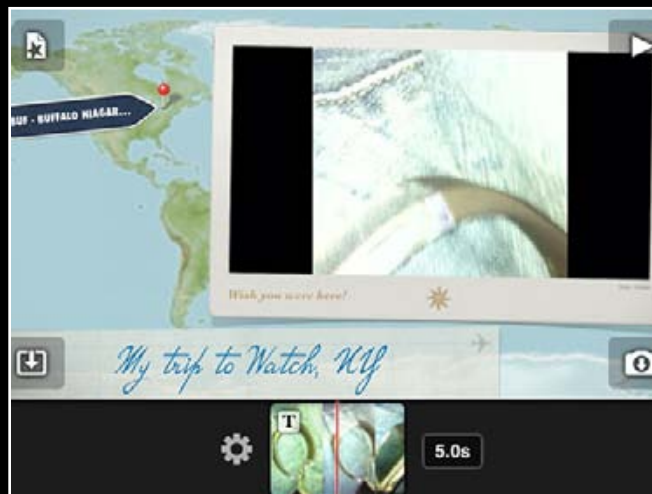 BUF - BUFFALO NIAGAR...
Wish you were here!
My trip to Watch, NY
T
5.0s